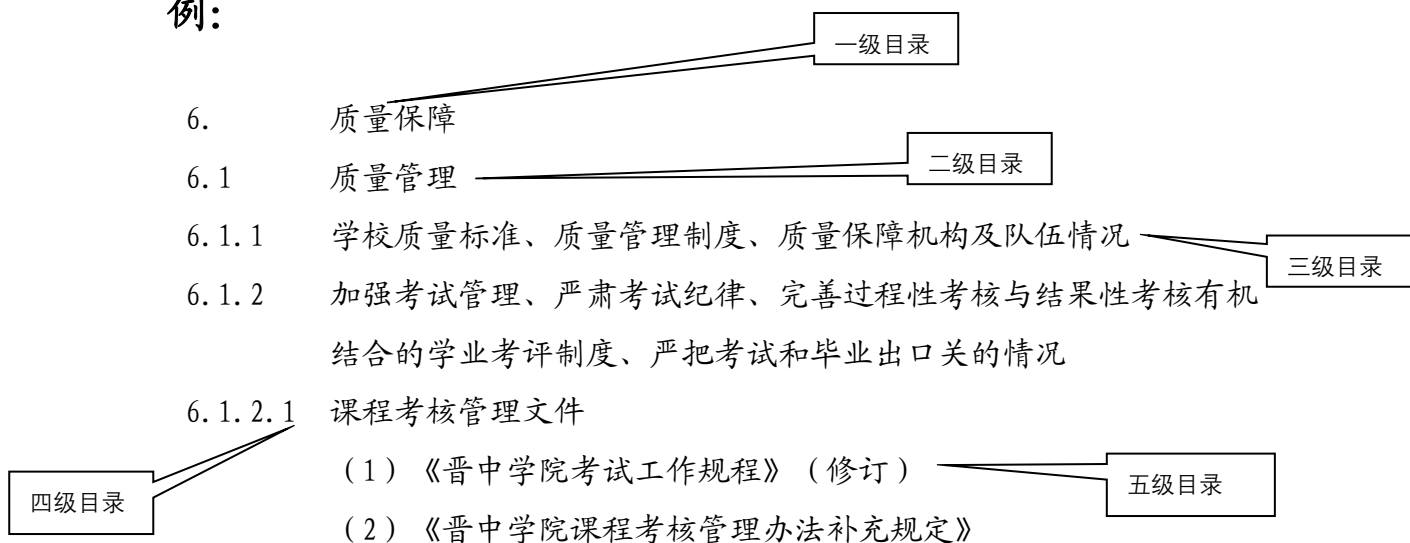 例：
一级目录
6. 质量保障
6.1 质量管理
二级目录
6.1.1 学校质量标准、质量管理制度、质量保障机构及队伍情况
三级目录
6.1.2 加强考试管理、严肃考试纪律、完善过程性考核与结果性考核有机
结合的学业考评制度、严把考试和毕业出口关的情况
6.1.2.1 课程考核管理文件
四级目录
（1）《晋中学院考试工作规程》（修订）
五级目录
（2）《晋中学院课程考核管理办法补充规定》